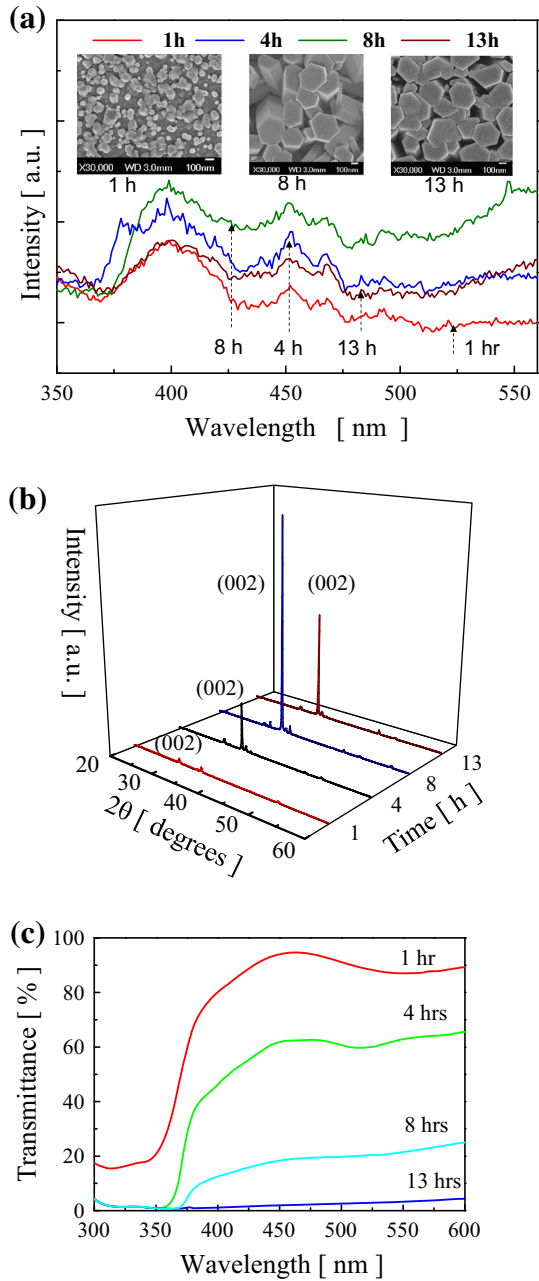 (a)
1h 4h 8h 13h
X30,000 WD 3.0mm 100nm
X30,000 WD 3.0mm 100nm
X30,000 WD 3.0mm 100nm
1 h 8 h 13 h
Intensity [ a.u. ]
8 h 4 h 13 h 1 hr
350 400 450 500 550
Wavelength [ nm ]
(b)
Intensity [ a.u. ]
(002) (002)
(002)
(002)
20 30 40 50 60
2θ [ degrees ]
1 4 8 13
Time [ h ]
(c)
100
80
60
40
20
0
Transmittance [ % ]
1 hr
4 hrs
8 hrs
13 hrs
300 350 400 450 500 550 600
Wavelength [ nm ]